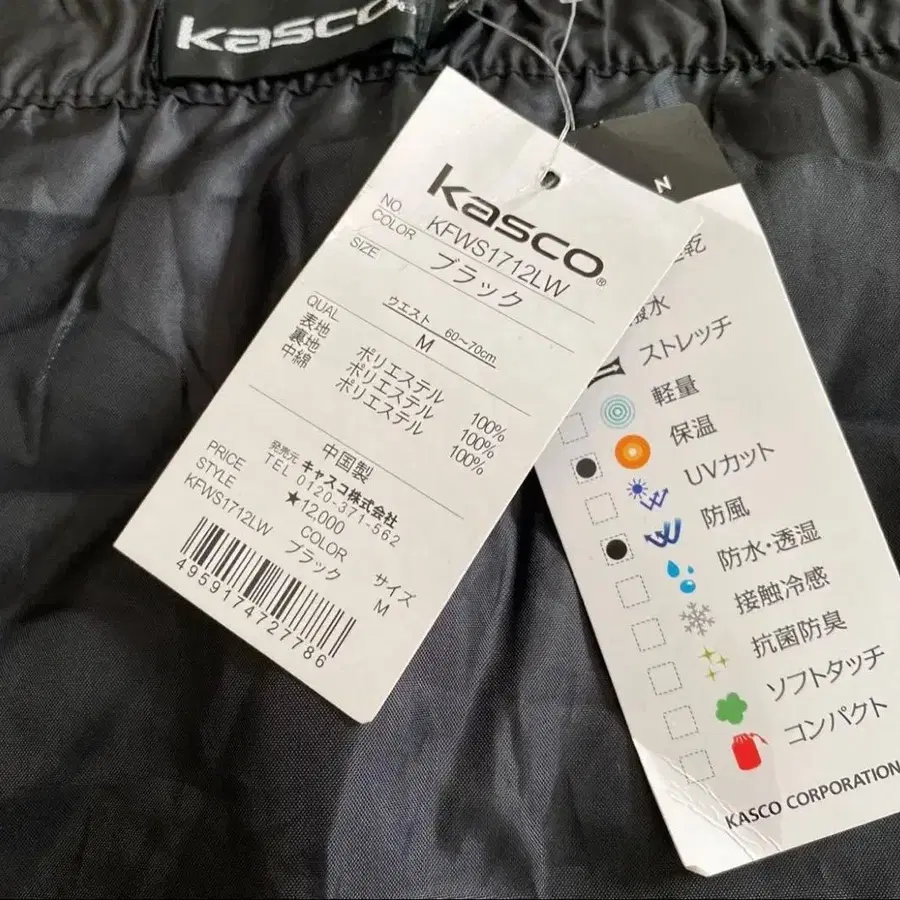 kasco
kasco®
NO KFWS1712LW
COLOR ブラック
SIZE
ウエスト 60~70cm
M
QUAL
表地 ポリエステル 100%
裏地 ポリエステル 100%
中綿 ポリエステル 100%
中国製
発売元 キャスコ株式会社
TEL 0120-371-562
PRICE ★12,000
STYLE COLOR サイズ
KFWS1712LW ブラック M
4959174727786
N
乾
撥水
ストレッチ
軽量
保温
UVカット
防風
防水・透湿
接触冷感
抗菌防臭
ソフトタッチ
コンパクト
KASCO CORPORATION